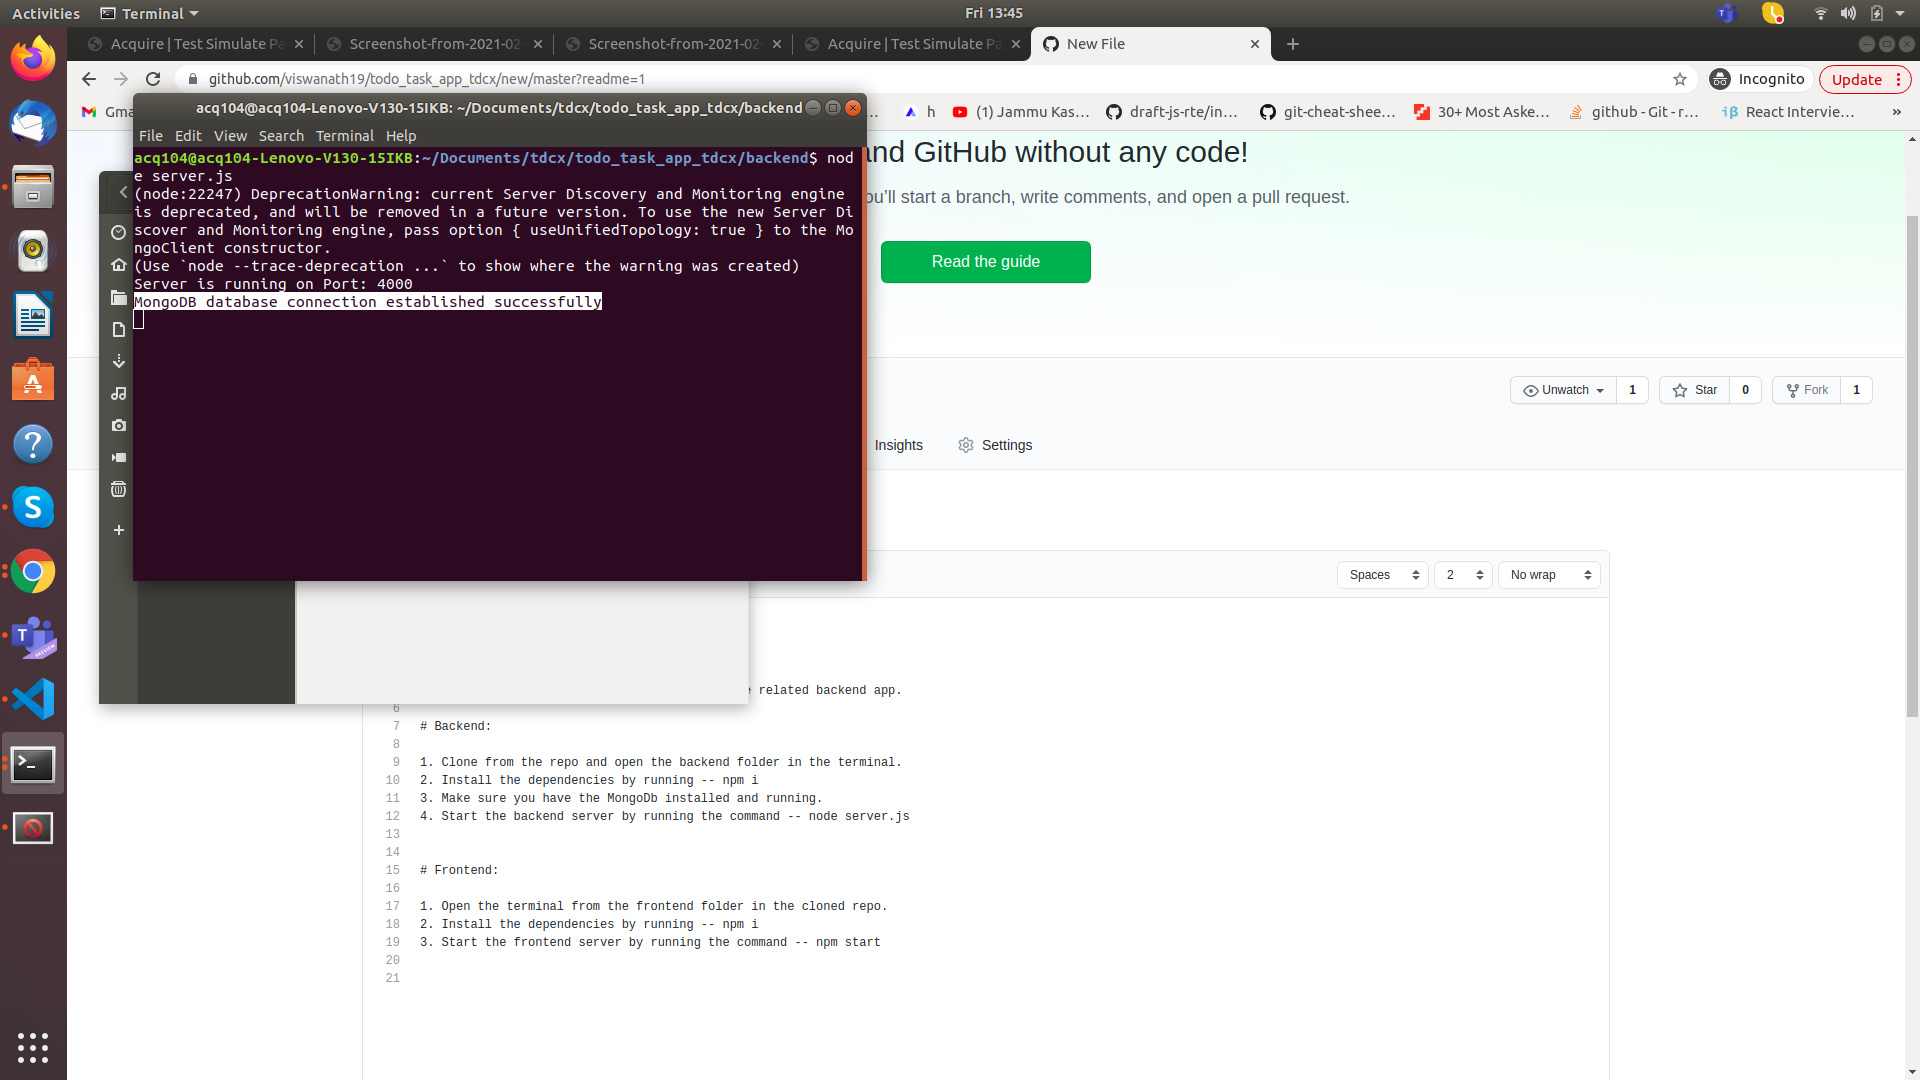 Activities
Terminal
Fri 13:45
Acquire | Test Simulate Pa
Screenshot-from-2021-02-
Screenshot-from-2021-02-
Acquire | Test Simulate Pa
New File
github.com/viswanath19/todo_task_app_tdcx/new/master?readme=1
Incognito
Update
Gma
h
(1) Jammu Kas…
draft-js-rte/in…
git-cheat-shee…
30+ Most Aske…
github - Git - r…
React Intervie…
»
acq104@acq104-Lenovo-V130-15IKB: ~/Documents/tdcx/todo_task_app_tdcx/backend
File Edit View Search Terminal Help
acq104@acq104-Lenovo-V130-15IKB:~/Documents/tdcx/todo_task_app_tdcx/backend$ nod
e server.js
(node:22247) DeprecationWarning: current Server Discovery and Monitoring engine
is deprecated, and will be removed in a future version. To use the new Server Di
scover and Monitoring engine, pass option { useUnifiedTopology: true } to the Mo
ngoClient constructor.
(Use `node --trace-deprecation ...` to show where the warning was created)
Server is running on Port: 4000
MongoDB database connection established successfully
and GitHub without any code!
ou'll start a branch, write comments, and open a pull request.
Read the guide
Unwatch 1
Star 0
Fork 1
Insights
Settings
Spaces
2
No wrap
related backend app.
6
7 # Backend:
8
9 1. Clone from the repo and open the backend folder in the terminal.
10 2. Install the dependencies by running -- npm i
11 3. Make sure you have the MongoDb installed and running.
12 4. Start the backend server by running the command -- node server.js
13
14
15 # Frontend:
16
17 1. Open the terminal from the frontend folder in the cloned repo.
18 2. Install the dependencies by running -- npm i
19 3. Start the frontend server by running the command -- npm start
20
21